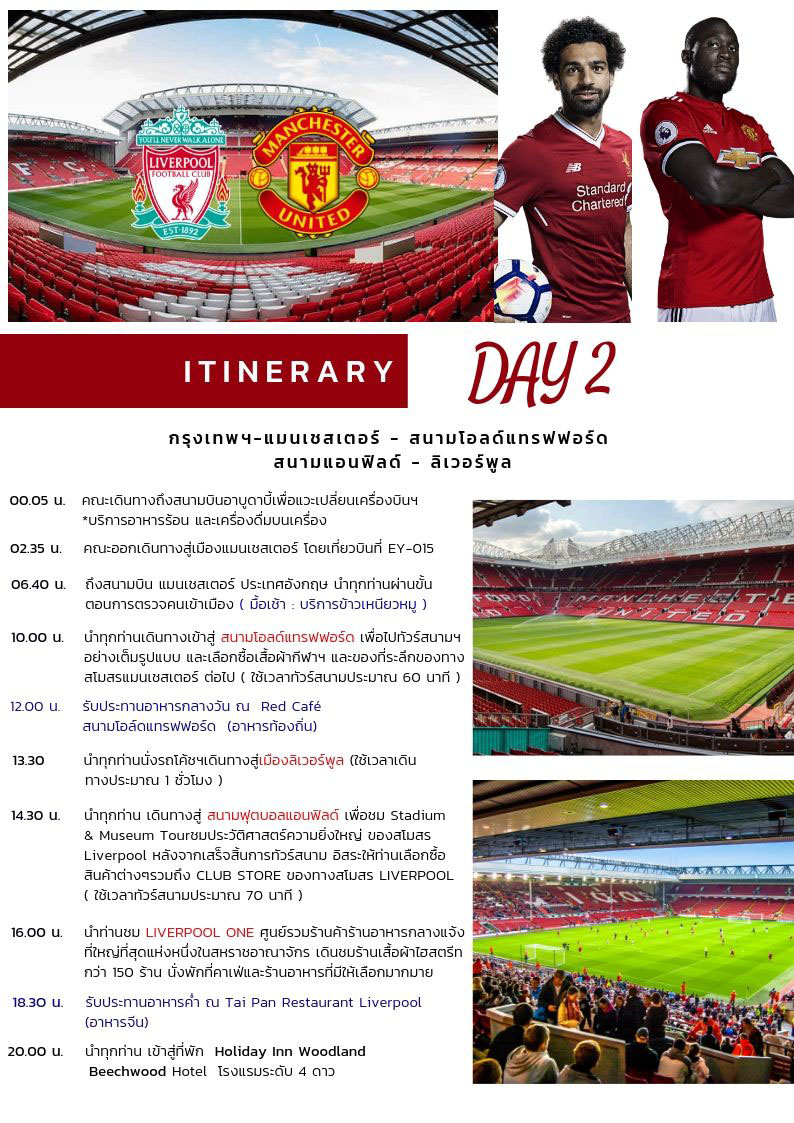 YOU'LL NEVER WALK ALONE
LIVERPOOL
FOOTBALL CLUB
EST·1892
MANCHESTER
UNITED
Standard
Chartered
adidas
CHEVROLET
ITINERARY
DAY 2
กรุงเทพฯ-แมนเชสเตอร์ - สนามโอลด์แทรฟฟอร์ด
สนามแอนฟิลด์ - ลิเวอร์พูล
00.05 น. คณะเดินทางถึงสนามบินอาบูดาบี้เพื่อแวะเปลี่ยนเครื่องบินฯ
*บริการอาหารร้อน และเครื่องดื่มบนเครื่อง
02.35 น. คณะออกเดินทางสู่เมืองแมนเชสเตอร์ โดยเที่ยวบินที่ EY-015
06.40 น. ถึงสนามบิน แมนเชสเตอร์ ประเทศอังกฤษ นำทุกท่านผ่านขั้น
ตอนการตรวจคนเข้าเมือง ( มื้อเช้า : บริการข้าวเหนียวหมู )
10.00 น. นำทุกท่านเดินทางเข้าสู่ สนามโอลด์แทรฟฟอร์ด เพื่อไปทัวร์สนามฯ
อย่างเต็มรูปแบบ และเลือกซื้อเสื้อผ้ากีฬาฯ และของที่ระลึกของทาง
สโมสรแมนเชสเตอร์ ต่อไป ( ใช้เวลาทัวร์สนามประมาณ 60 นาที )
12.00 น. รับประทานอาหารกลางวัน ณ Red Café
สนามโอล์ดแทรฟฟอร์ด (อาหารท้องถิ่น)
13.30 นำทุกท่านนั่งรถโค้ชฯเดินทางสู่เมืองลิเวอร์พูล (ใช้เวลาเดิน
ทางประมาณ 1 ชั่วโมง )
14.30 น. นำทุกท่าน เดินทางสู่ สนามฟุตบอลแอนฟิลด์ เพื่อชม Stadium
& Museum Tourชมประวัติศาสตร์ความยิ่งใหญ่ ของสโมสร
Liverpool หลังจากเสร็จสิ้นการทัวร์สนาม อิสระให้ท่านเลือกซื้อ
สินค้าต่างๆรวมถึง CLUB STORE ของทางสโมสร LIVERPOOL
( ใช้เวลาทัวร์สนามประมาณ 70 นาที )
16.00 น. นำท่านชม LIVERPOOL ONE ศูนย์รวมร้านค้าร้านอาหารกลางแจ้ง
ที่ใหญ่ที่สุดแห่งหนึ่งในสหราชอาณาจักร เดินชมร้านเสื้อผ้าไฮสตรีท
กว่า 150 ร้าน นั่งพักที่คาเฟ่และร้านอาหารที่มีให้เลือกมากมาย
18.30 น. รับประทานอาหารค่ำ ณ Tai Pan Restaurant Liverpool
(อาหารจีน)
20.00 น. นำทุกท่าน เข้าสู่ที่พัก Holiday Inn Woodland
Beechwood Hotel โรงแรมระดับ 4 ดาว